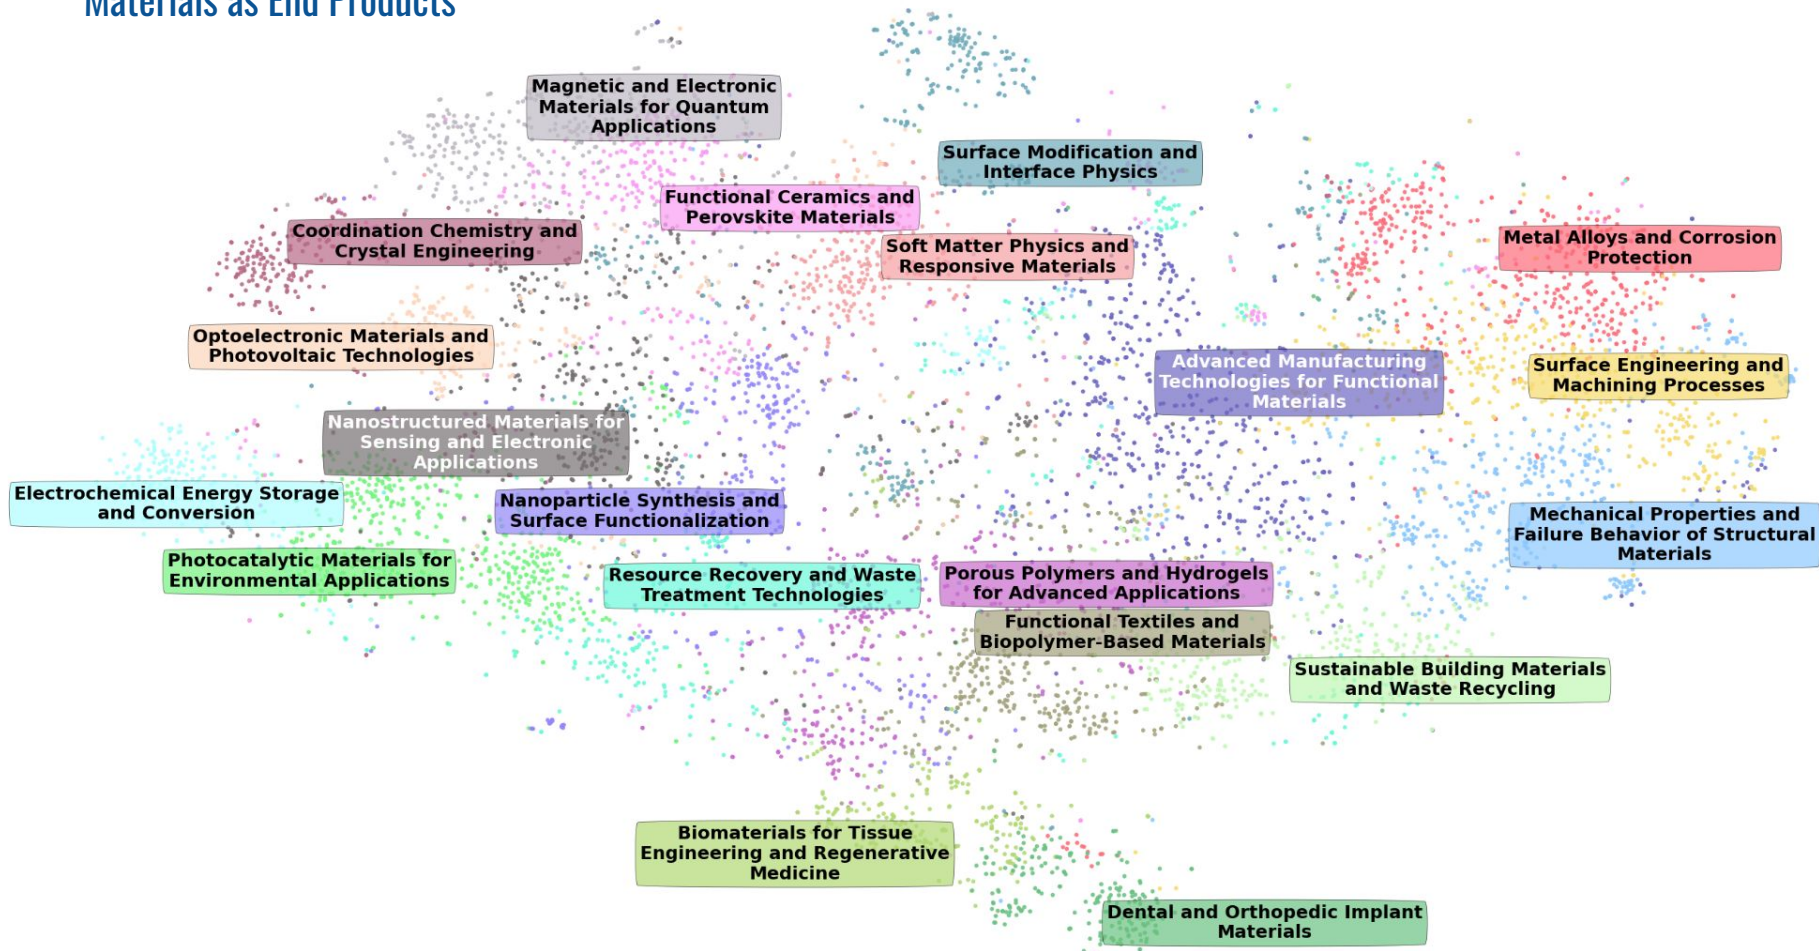 Materials as End Products
Magnetic and Electronic
Materials for Quantum
Applications
Surface Modification and
Interface Physics
Functional Ceramics and
Perovskite Materials
Coordination Chemistry and
Crystal Engineering
Soft Matter Physics and
Responsive Materials
Metal Alloys and Corrosion
Protection
Optoelectronic Materials and
Photovoltaic Technologies
Advanced Manufacturing
Technologies for Functional
Materials
Surface Engineering and
Machining Processes
Nanostructured Materials for
Sensing and Electronic
Applications
Electrochemical Energy Storage
and Conversion
Nanoparticle Synthesis and
Surface Functionalization
Mechanical Properties and
Failure Behavior of Structural
Materials
Photocatalytic Materials for
Environmental Applications
Resource Recovery and Waste
Treatment Technologies
Porous Polymers and Hydrogels
for Advanced Applications
Functional Textiles and
Biopolymer-Based Materials
Sustainable Building Materials
and Waste Recycling
Biomaterials for Tissue
Engineering and Regenerative
Medicine
Dental and Orthopedic Implant
Materials